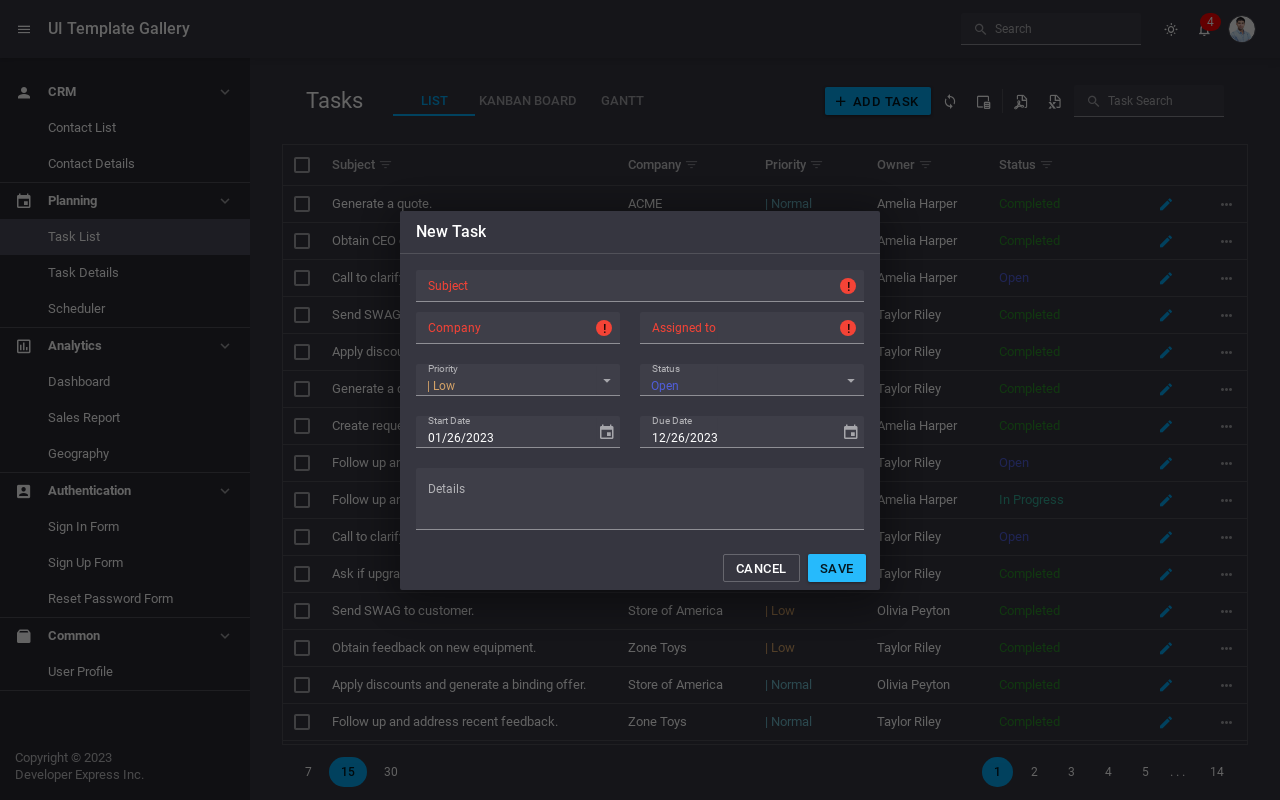 UI Template Gallery
Search
4
CRM
Contact List
Contact Details
Planning
Task List
Task Details
Scheduler
Analytics
Dashboard
Sales Report
Geography
Authentication
Sign In Form
Sign Up Form
Reset Password Form
Common
User Profile
Copyright © 2023
Developer Express Inc.
Tasks
LIST
KANBAN BOARD
GANTT
ADD TASK
Task Search
Subject Company Priority Owner Status
Generate a quote. ACME | Normal Amelia Harper Completed
Obtain CEO Amelia Harper Completed
Call to clarif Amelia Harper Open
Send SWAG Taylor Riley Completed
Apply discou Taylor Riley Completed
Generate a Taylor Riley Completed
Create reque Amelia Harper Completed
Follow up an Taylor Riley Open
Follow up an Amelia Harper In Progress
Call to clarif Taylor Riley Open
Ask if upgra Taylor Riley Completed
Send SWAG to customer. Store of America | Low Olivia Peyton Completed
Obtain feedback on new equipment. Zone Toys | Low Taylor Riley Completed
Apply discounts and generate a binding offer. Store of America | Normal Olivia Peyton Completed
Follow up and address recent feedback. Zone Toys | Normal Taylor Riley Completed
7 15 30
1 2 3 4 5 ... 14
New Task
Subject
Company
Assigned to
Priority
| Low
Status
Open
Start Date
01/26/2023
Due Date
12/26/2023
Details
CANCEL
SAVE